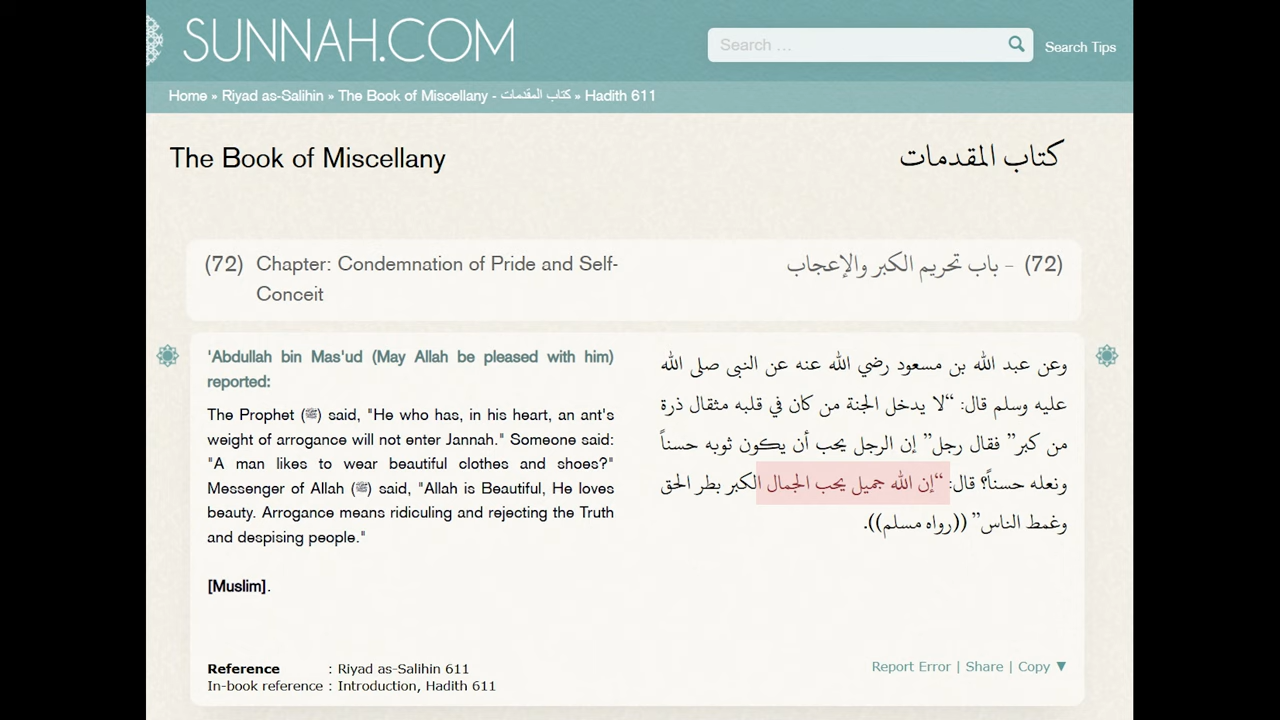 SUNNAH.COM
Search ...
Search Tips
Home » Riyad as-Salihin » The Book of Miscellany - كتاب المقدمات » Hadith 611
The Book of Miscellany
كتاب المقدمات
(72) Chapter: Condemnation of Pride and Self-
Conceit
(72) – باب تحريم الكبر والإعجاب
'Abdullah bin Mas'ud (May Allah be pleased with him)
reported:
The Prophet (ﷺ) said, "He who has, in his heart, an ant's
weight of arrogance will not enter Jannah." Someone said:
"A man likes to wear beautiful clothes and shoes?"
Messenger of Allah (ﷺ) said, "Allah is Beautiful, He loves
beauty. Arrogance means ridiculing and rejecting the Truth
and despising people."
[Muslim].
وعن عبد الله بن مسعود رضي الله عنه عن النبى صلى الله
عليه وسلم قال: “لا يدخل الجنة من كان في قلبه مثقال ذرة
من كبر” فقال رجل” إن الرجل يحب أن يكون ثوبه حسناً
ونعله حسناً؟ قال: “إن الله جميل يحب الجمال الكبر بطر الحق
وغمط الناس” ((رواه مسلم)).
Reference : Riyad as-Salihin 611
In-book reference : Introduction, Hadith 611
Report Error | Share | Copy ▼